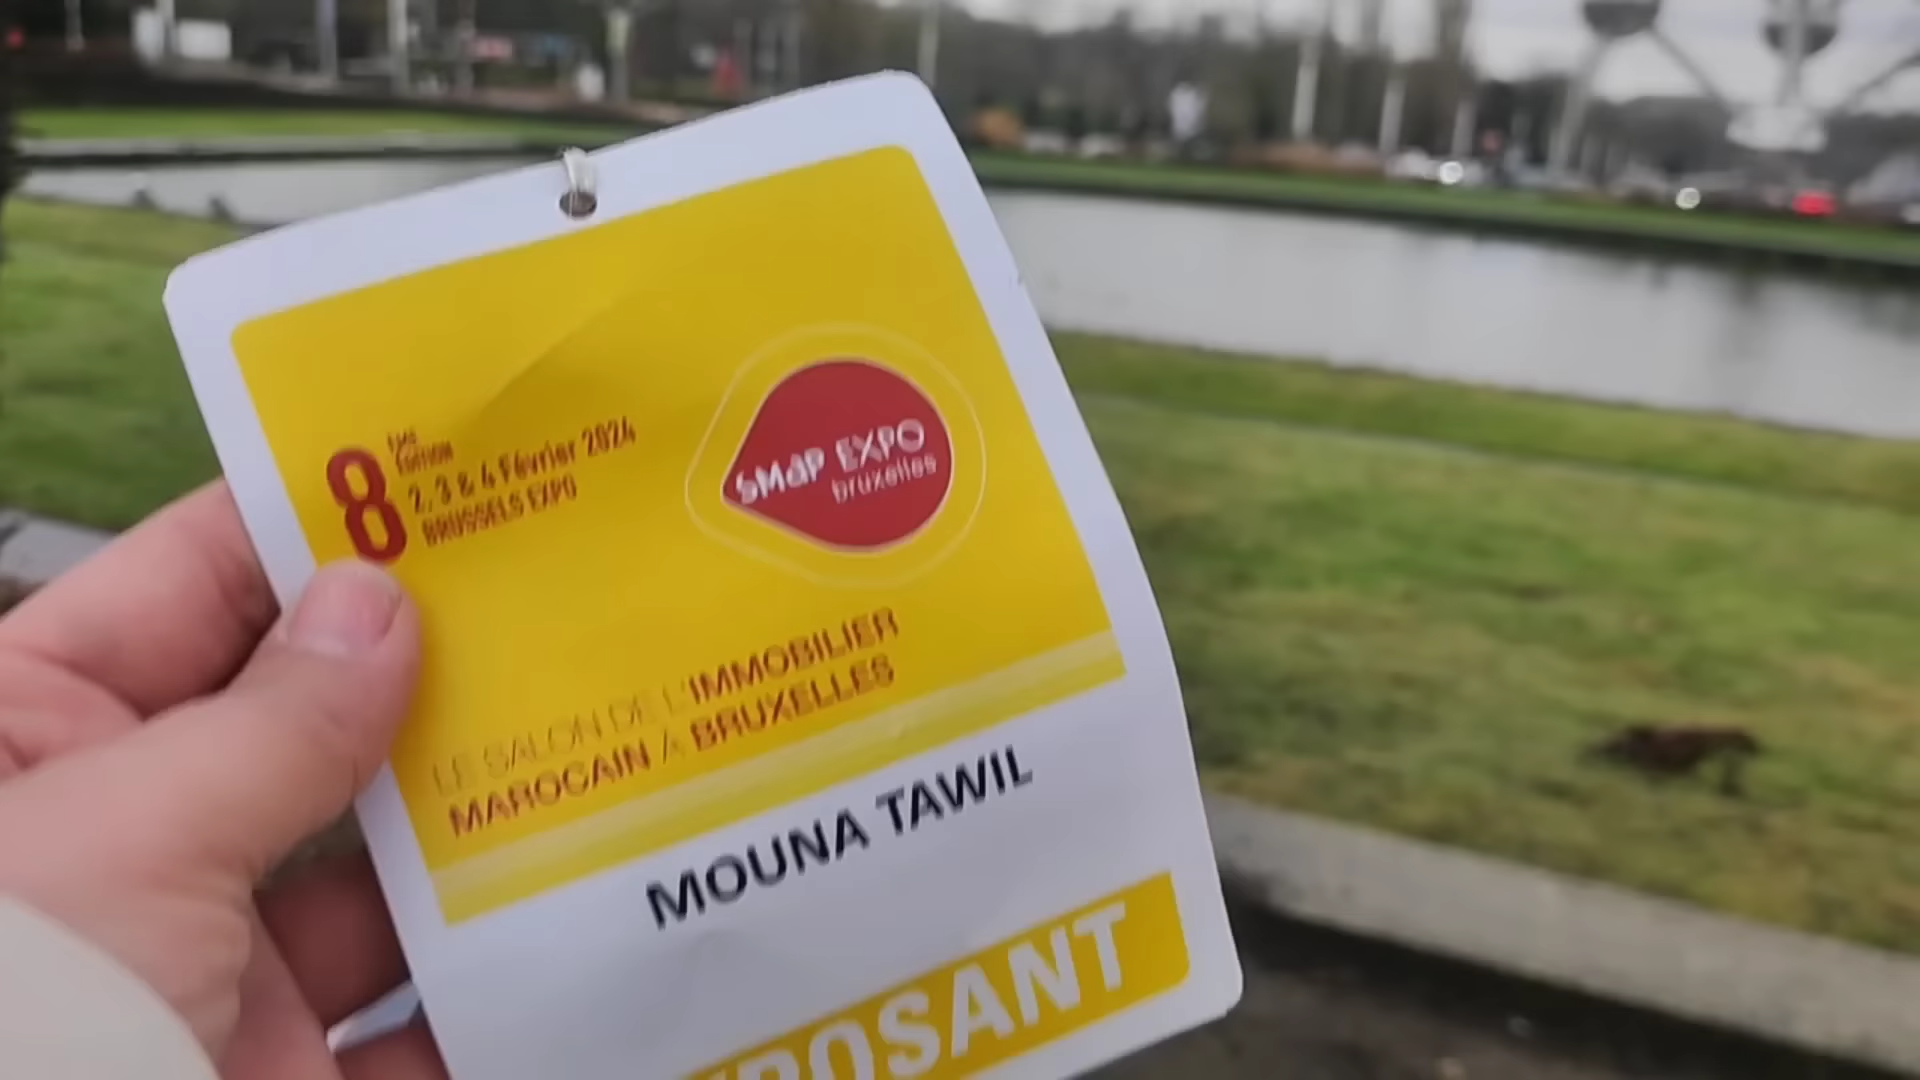 8 ÈME
ÉDITION
2, 3 & 4 Février 2024
BRUSSELS EXPO
SMAP EXPO
bruxelles
LE SALON DE L'IMMOBILIER
MAROCAIN À BRUXELLES
MOUNA TAWIL
POSANT